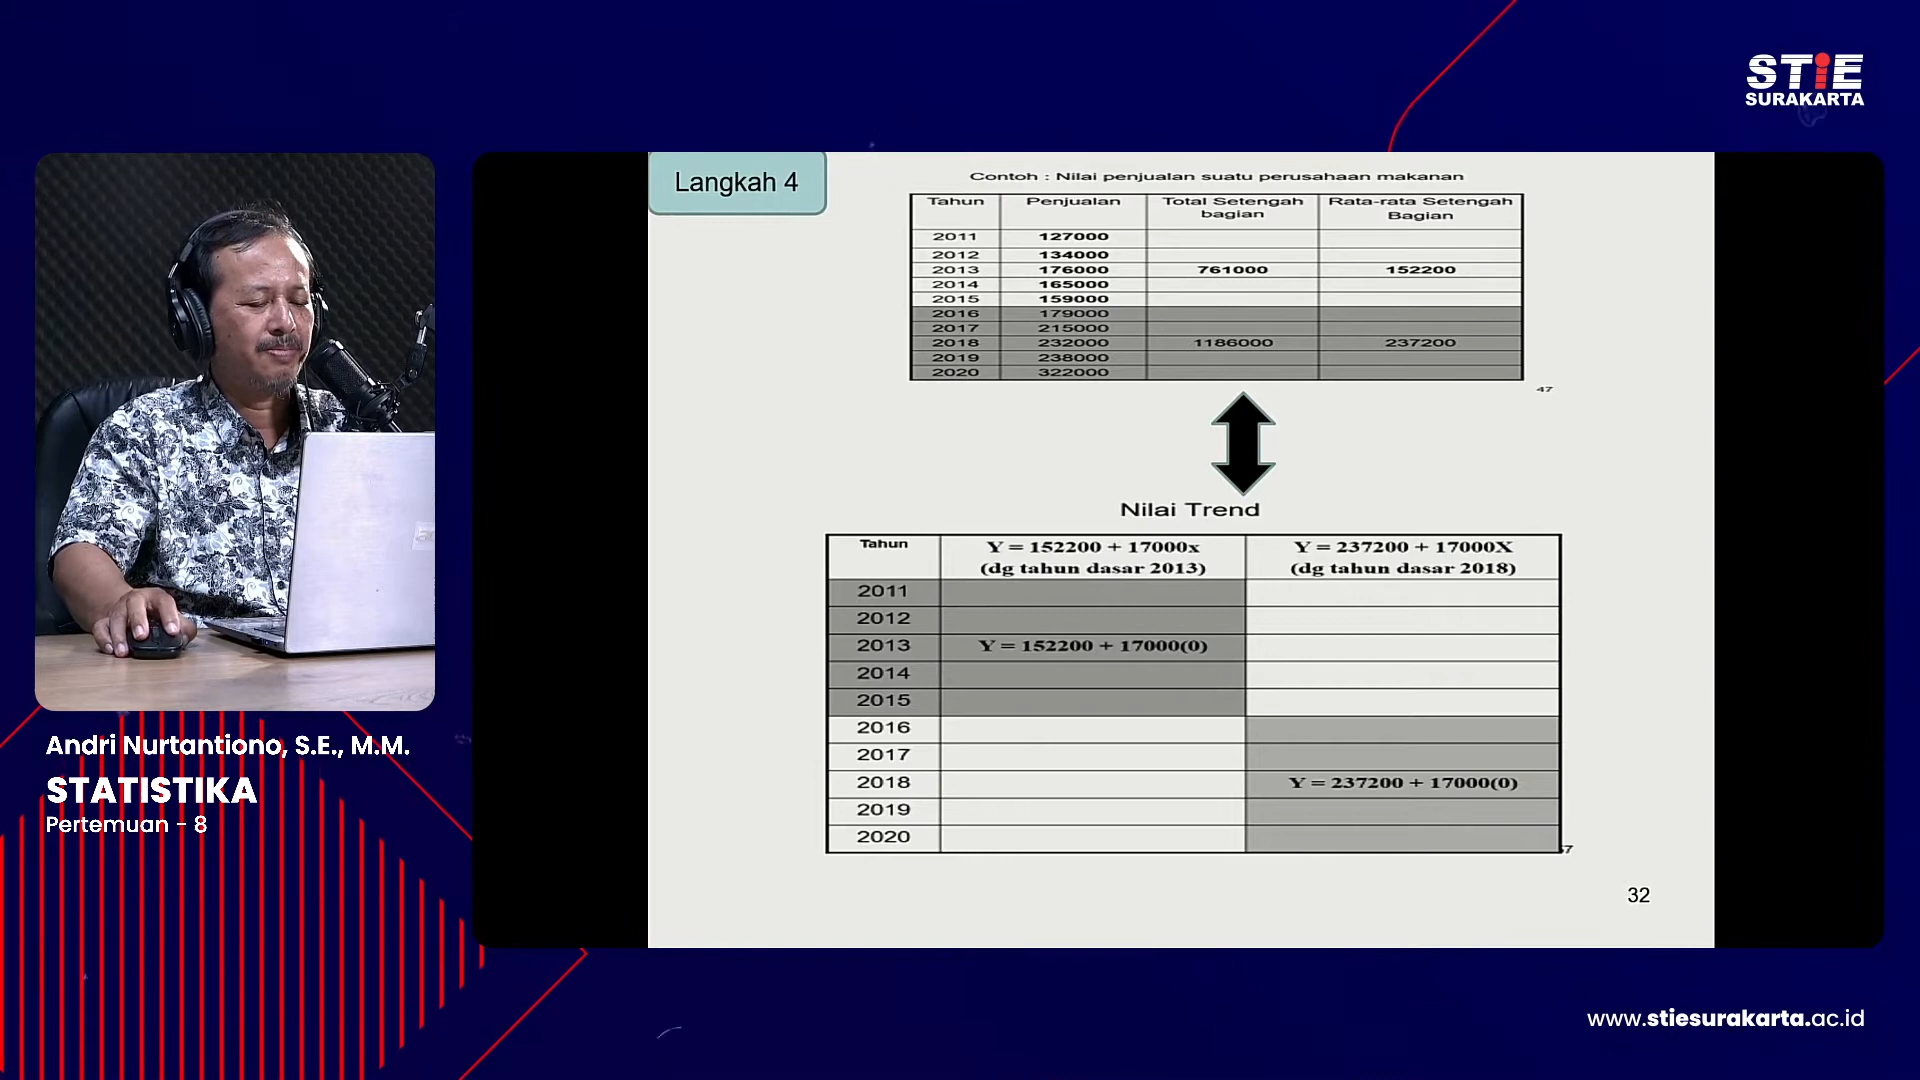 STiE
SURAKARTA
Langkah 4
Contoh : Nilai penjualan suatu perusahaan makanan
Tahun Penjualan Total Setengah bagian Rata-rata Setengah Bagian
2011 127000
2012 134000
2013 176000 761000 152200
2014 165000
2015 159000
2016 179000
2017 215000
2018 232000 1186000 237200
2019 238000
2020 322000
47
Nilai Trend
Tahun Y = 152200 + 17000x Y = 237200 + 17000X
(dg tahun dasar 2013) (dg tahun dasar 2018)
2011
2012
2013 Y = 152200 + 17000(0)
2014
2015
2016
2017
2018 Y = 237200 + 17000(0)
2019
2020
32
Andri Nurtantiono, S.E., M.M.
STATISTIKA
Pertemuan - 8
www.stiesurakarta.ac.id